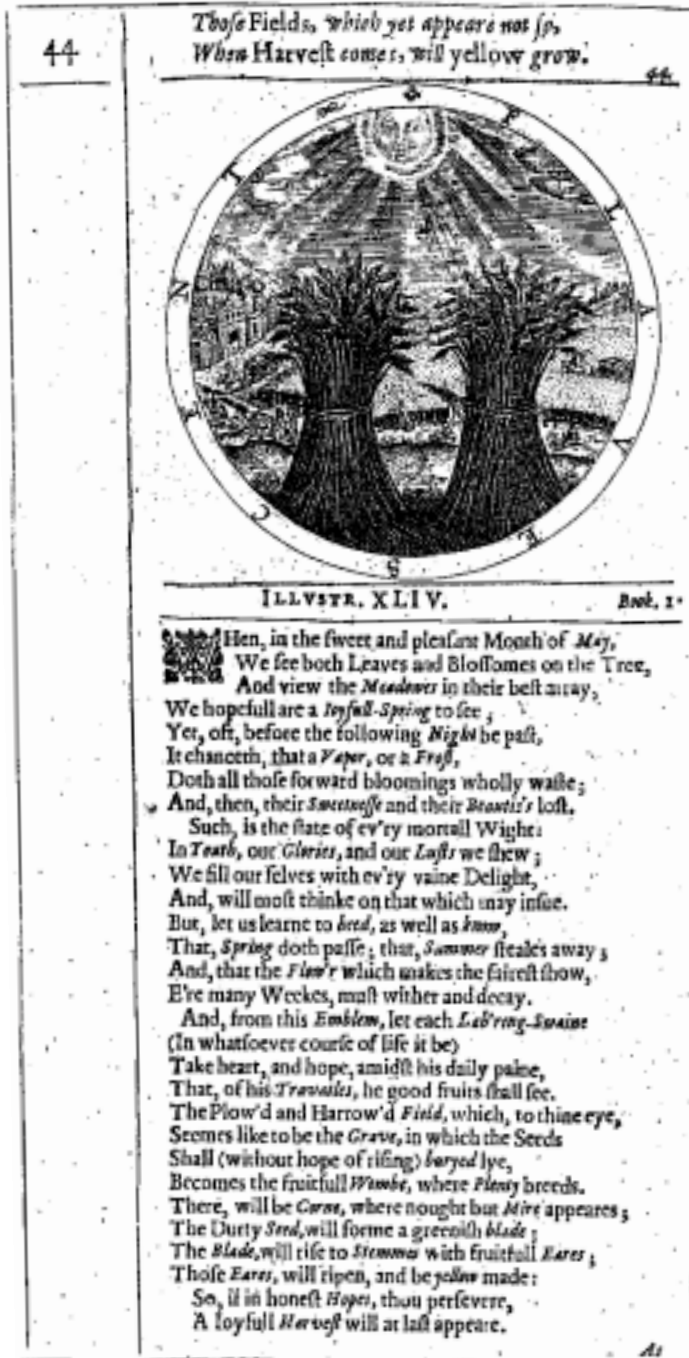 Thoſe Fields, which yet appeare not ſo,
When Harveſt comes, will yellow grow.
44
44
FLAVESCENT
ILLVSTR. XLIV. Book. 1.
WHen, in the ſweet and pleaſant Month of May,
We ſee both Leaves and Bloſſomes on the Tree,
And view the Meadowes in their beſt array,
We hopefull are a Ioyfull-Spring to ſee;
Yet, oft, before the following Night be paſt,
It chanceth, that a Vapor, or a Froſt,
Doth all thoſe forward bloomings wholly waſte;
And, then, their Sweetneſſe and their Beautie's loſt.
Such, is the ſtate of ev'ry mortall Wight:
In Youth, our Glories, and our Luſts we ſhew;
We fill our ſelves with ev'ry vaine Delight,
And, will moſt thinke on that which may inſue.
But, let us learne to heed, as well as know,
That, Spring doth paſſe; that, Summer ſteales away;
And, that the Flow'r which makes the faireſt ſhow,
E're many Weekes, muſt wither and decay.
And, from this Emblem, let each Lab'ring-Swaine
(In whatſoever courſe of life it be)
Take heart, and hope, amidſt his daily paine,
That, of his Travailes, he good fruits ſhall ſee.
The Plow'd and Harrow'd Field, which, to thine eye,
Seemes like to be the Grave, in which the Seeds
Shall (without hope of riſing) buryed lye,
Becomes the fruitfull Wombe, where Plenty breeds.
There, will be Corne, where nought but Mire appeares;
The Durty Seed, will forme a greeniſh blade;
The Blade, will riſe to Stemmes with fruitfull Eares;
Thoſe Eares, will ripen, and be yellow made:
So, if in honeſt Hopes, thou perſevere,
A Ioyfull Harveſt will at laſt appeare.
As